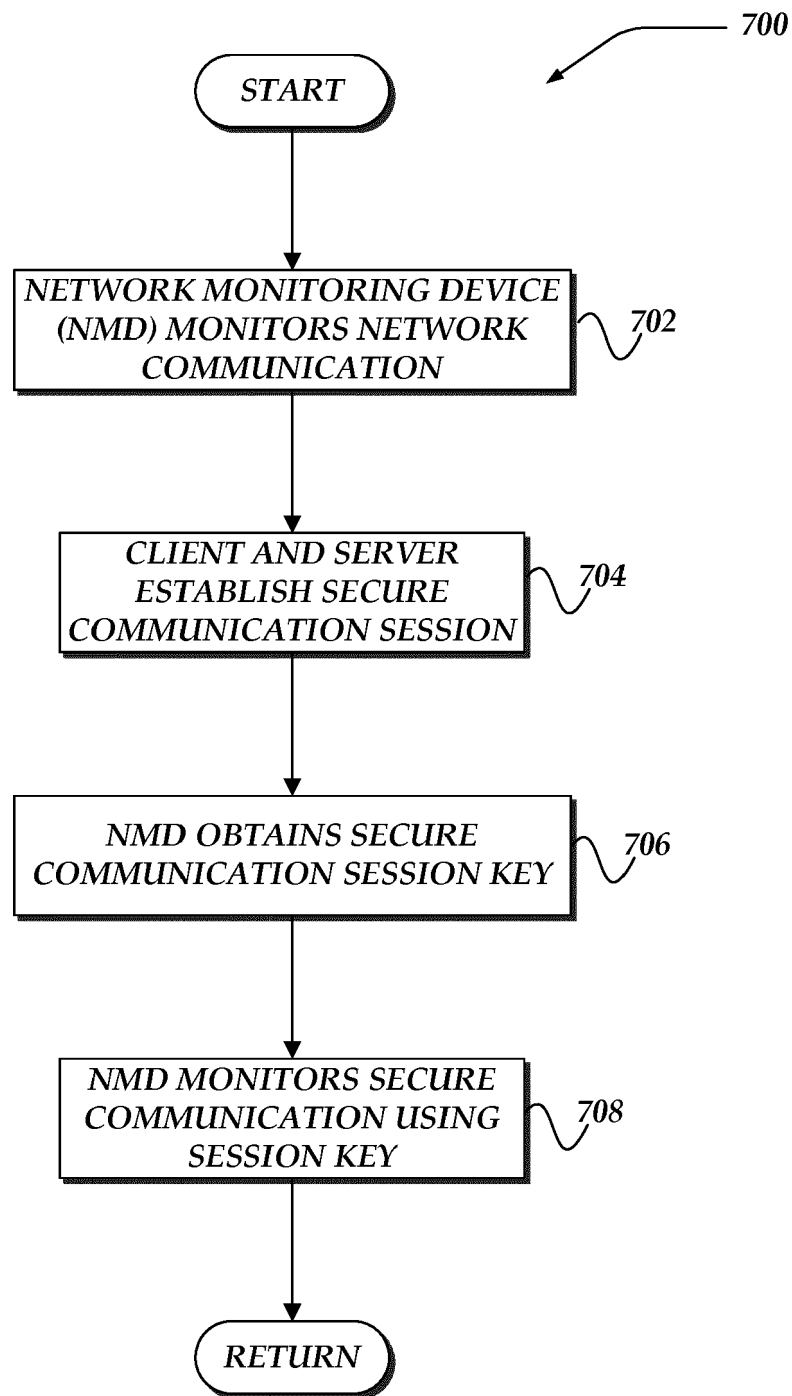 700
START
NETWORK MONITORING DEVICE
(NMD) MONITORS NETWORK
COMMUNICATION
702
CLIENT AND SERVER
ESTABLISH SECURE
COMMUNICATION SESSION
704
NMD OBTAINS SECURE
COMMUNICATION SESSION KEY
706
NMD MONITORS SECURE
COMMUNICATION USING
SESSION KEY
708
RETURN